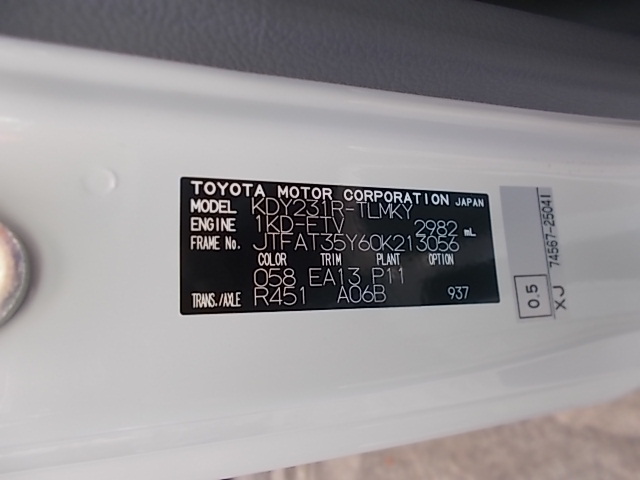 TOYOTA MOTOR CORPORATION JAPAN
MODEL KDY231R-TLMKY
ENGINE 1KD-FTV 2982 mL
FRAME No. JTFAT35Y60K213056
COLOR TRIM PLANT OPTION
058 EA13 P11
TRANS./AXLE R451 A06B 937
74567-25041
0.5 XJ